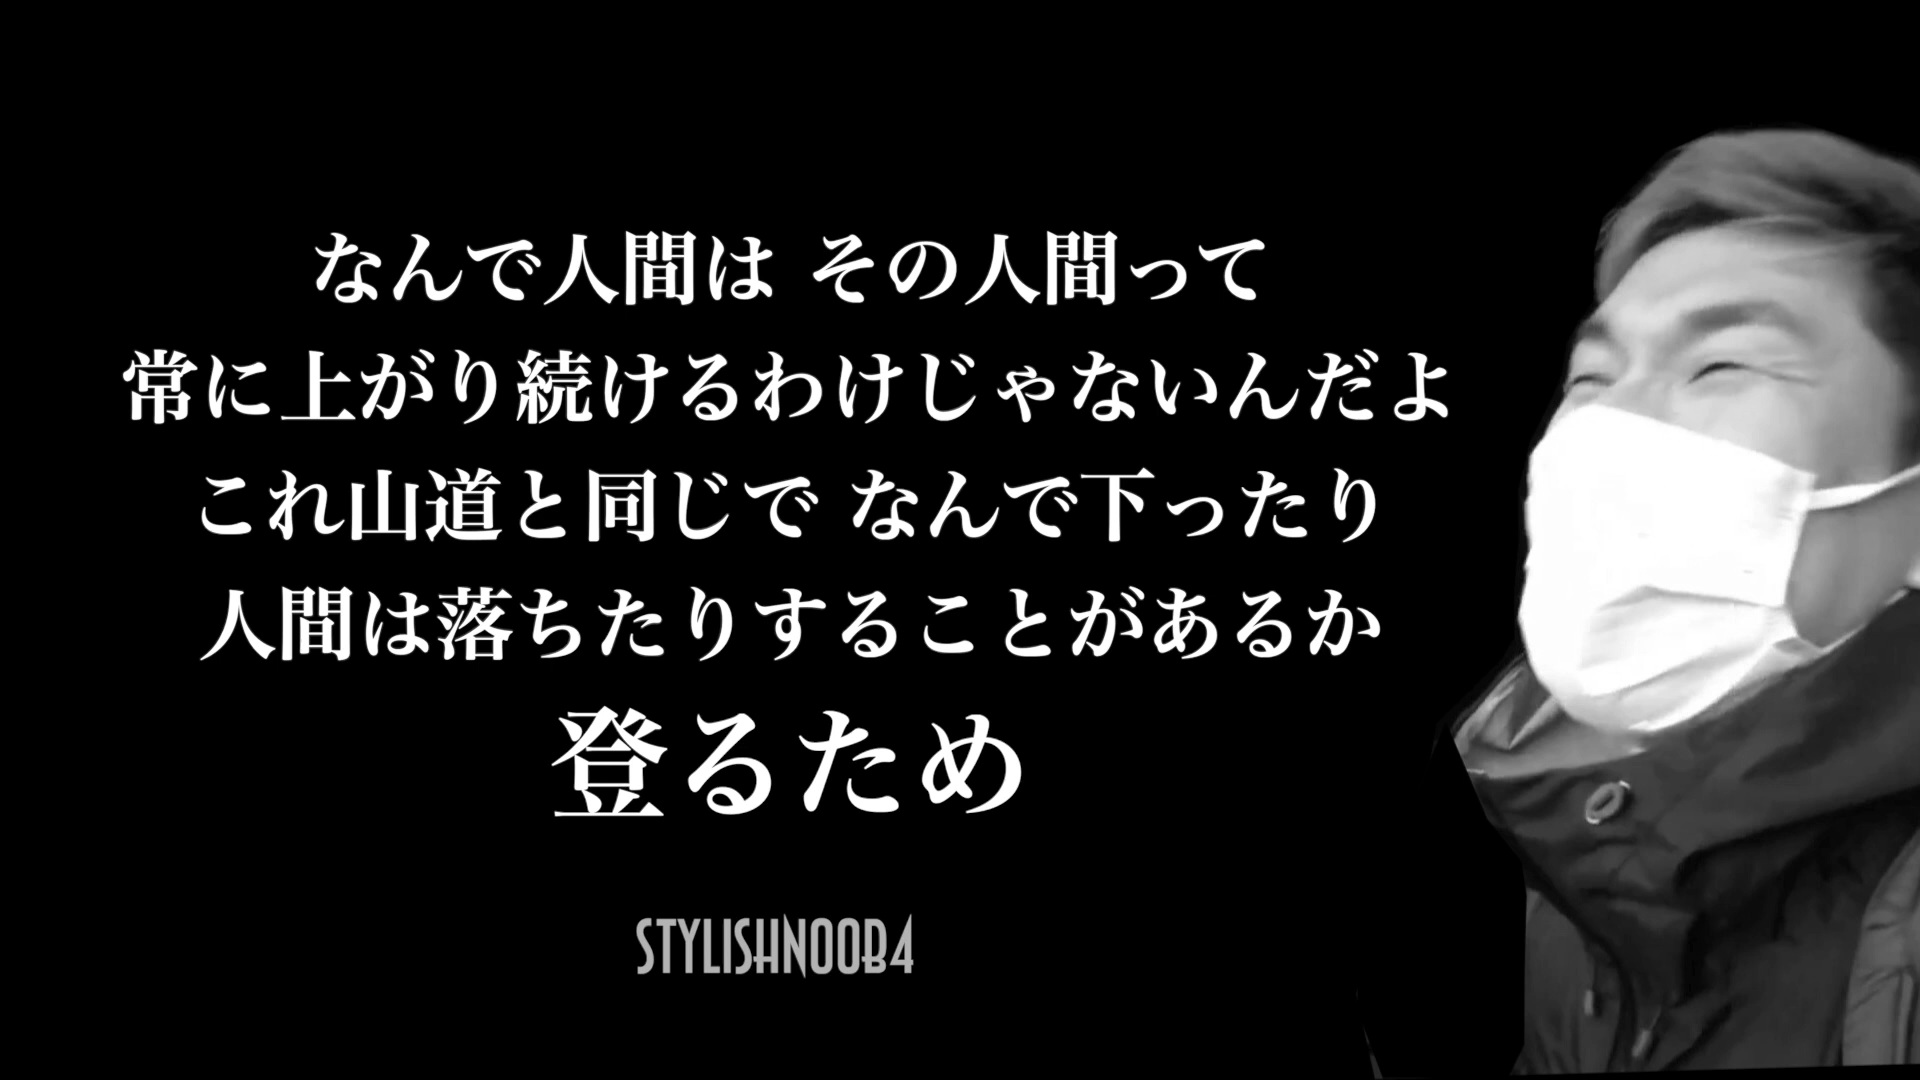 なんで人間は その人間って
常に上がり続けるわけじゃないんだよ
これ山道と同じで なんで下ったり
人間は落ちたりすることがあるか
登るため
STYLISHNOOB4